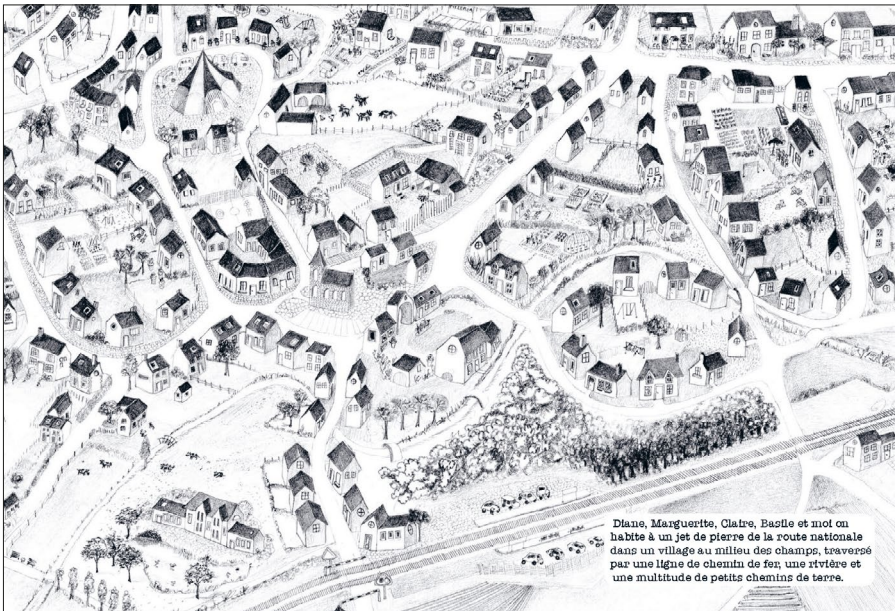 Diane, Marguerite, Claire, Basile et moi on
habite à un jet de pierre de la route nationale
dans un village au milieu des champs, traversé
par une ligne de chemin de fer, une rivière et
une multitude de petits chemins de terre.